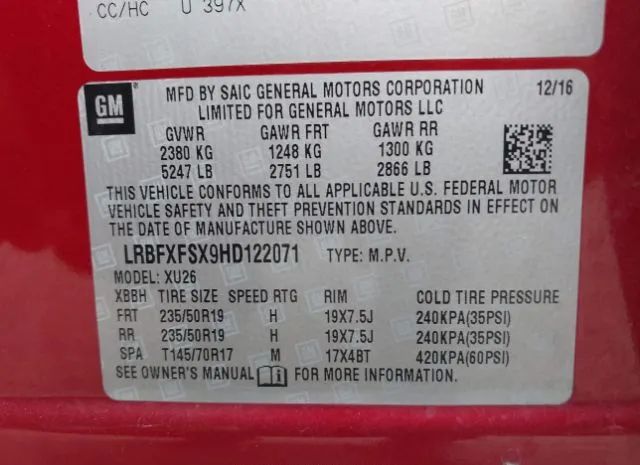 CC/HC U 397X
GM
MFD BY SAIC GENERAL MOTORS CORPORATION 12/16
LIMITED FOR GENERAL MOTORS LLC
GVWR GAWR FRT GAWR RR
2380 KG 1248 KG 1300 KG
5247 LB 2751 LB 2866 LB
THIS VEHICLE CONFORMS TO ALL APPLICABLE U.S. FEDERAL MOTOR
VEHICLE SAFETY AND THEFT PREVENTION STANDARDS IN EFFECT ON
THE DATE OF MANUFACTURE SHOWN ABOVE.
LRBFXFSX9HD122071 TYPE: M.P.V.
MODEL: XU26
XBBH TIRE SIZE SPEED RTG RIM COLD TIRE PRESSURE
FRT 235/50R19 H 19X7.5J 240KPA(35PSI)
RR 235/50R19 H 19X7.5J 240KPA(35PSI)
SPA T145/70R17 M 17X4BT 420KPA(60PSI)
SEE OWNER'S MANUAL FOR MORE INFORMATION.